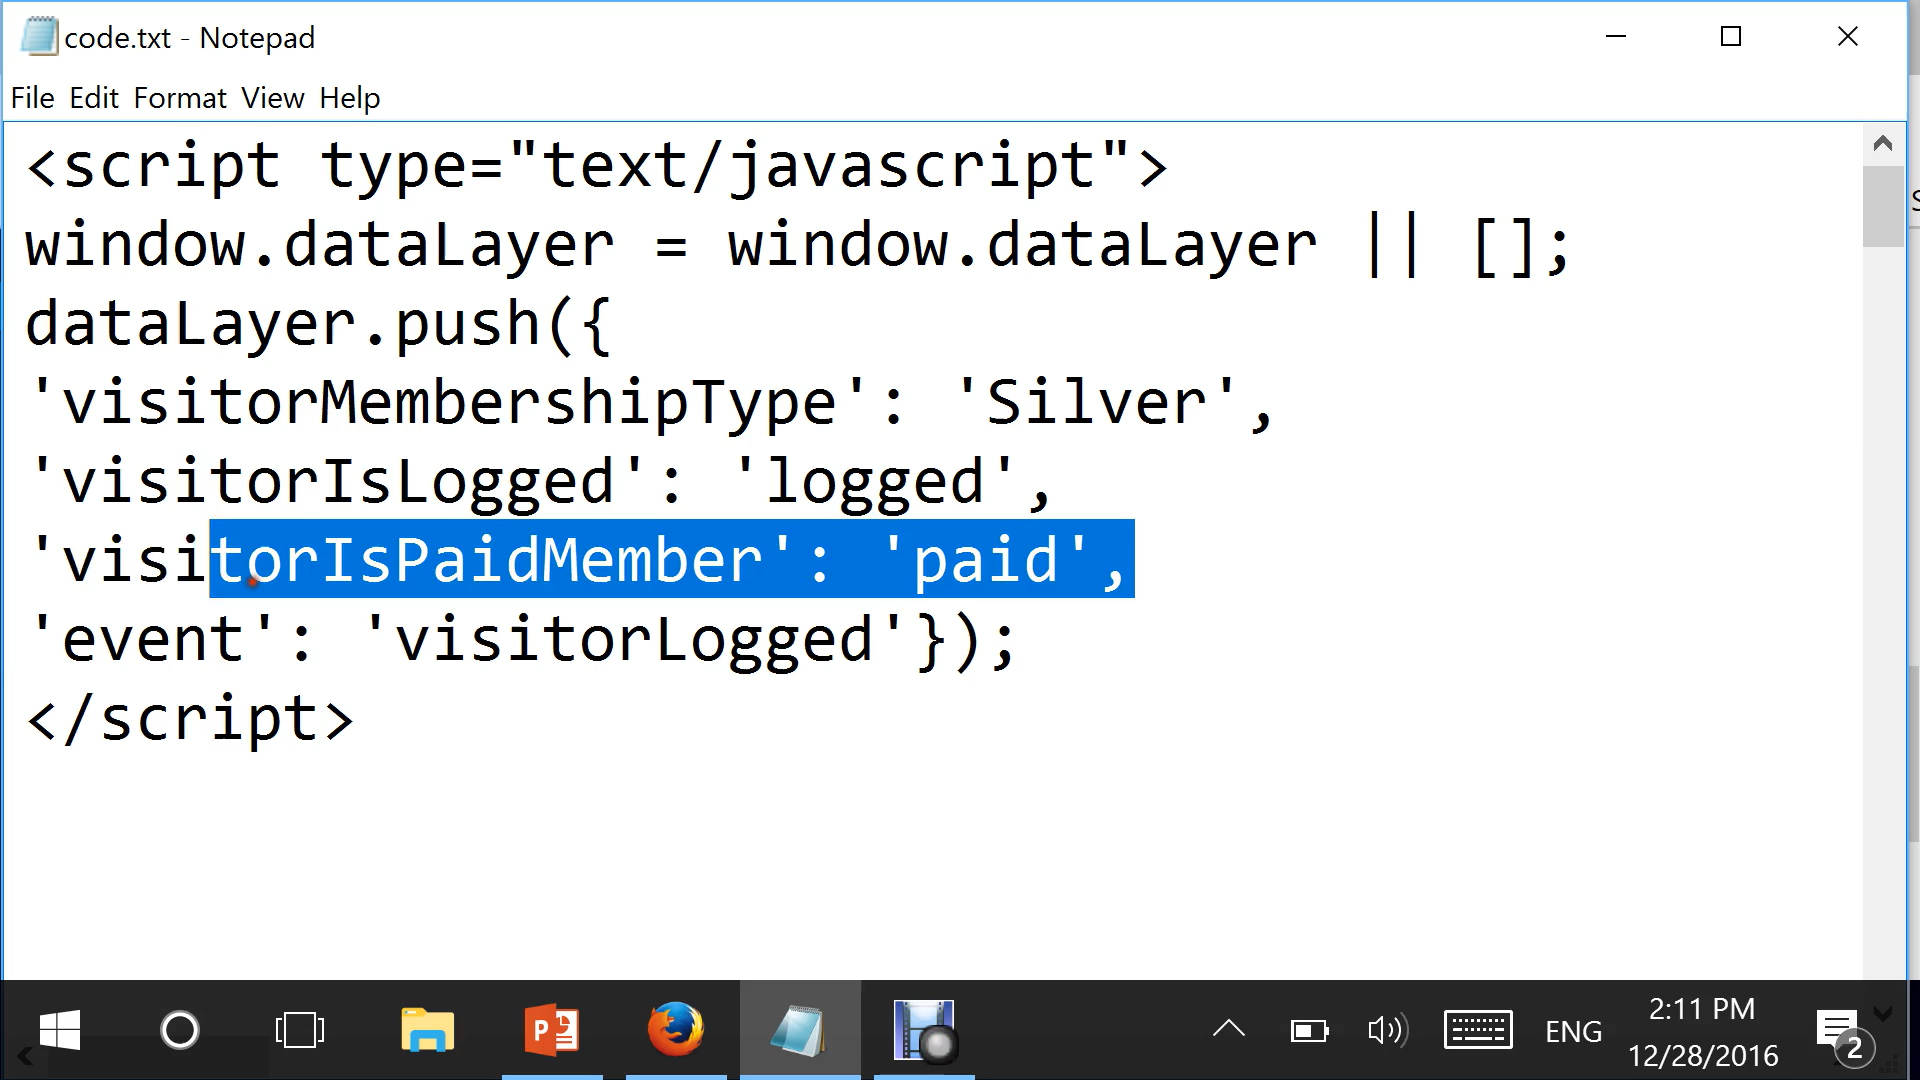 code.txt - Notepad
File Edit Format View Help
<script type="text/javascript">
window.dataLayer = window.dataLayer || [];
dataLayer.push({
'visitorMembershipType': 'Silver',
'visitorIsLogged': 'logged',
'visitorIsPaidMember': 'paid',
'event': 'visitorLogged'});
</script>
ENG
2:11 PM
12/28/2016
2